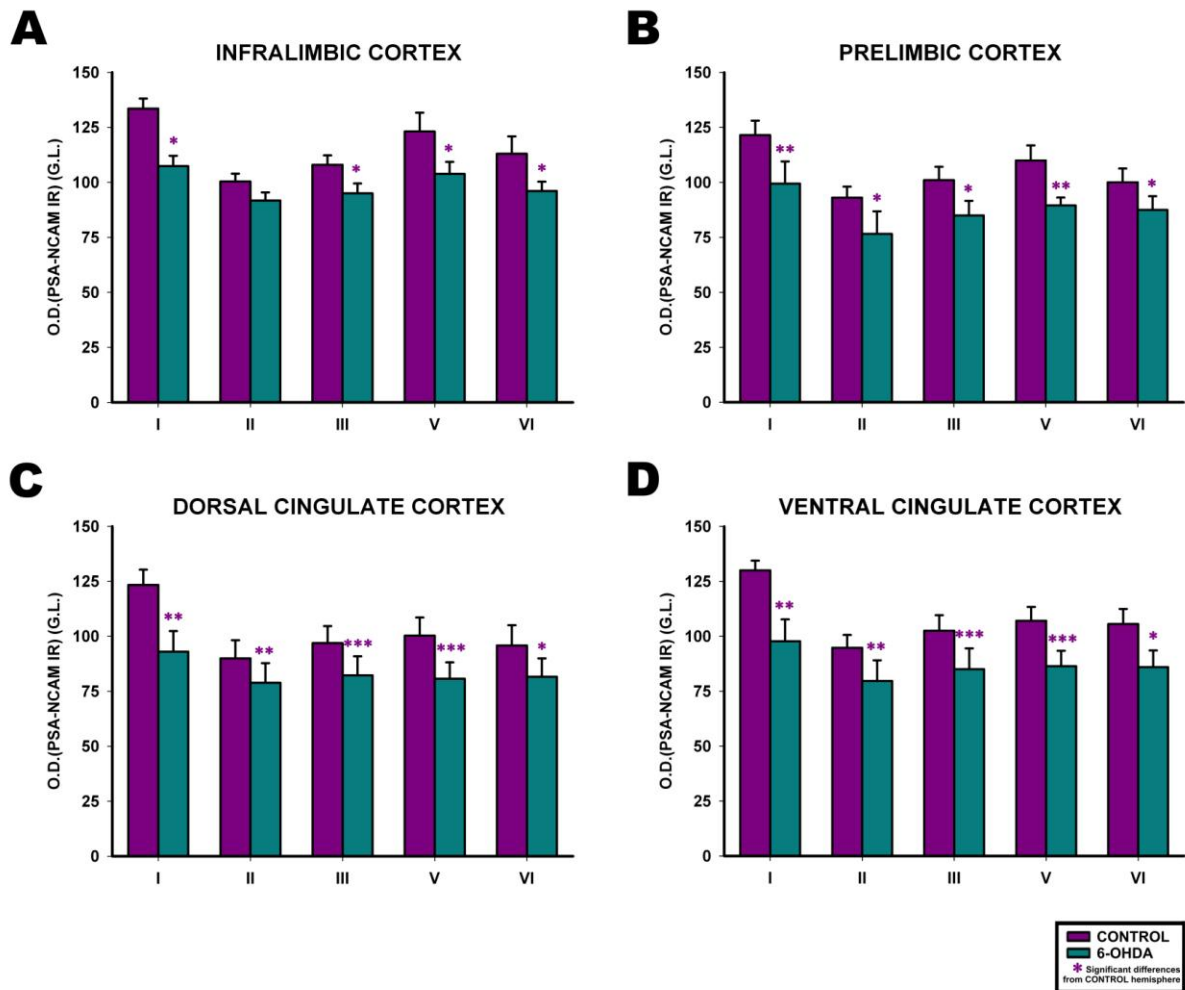 A
INFRALIMBIC CORTEX
O.D.(PSA-NCAM IR) (G.L.)
150
125
100
75
50
25
0
*
*
*
*
I II III V VI
B
PRELIMBIC CORTEX
O.D.(PSA-NCAM IR) (G.L.)
150
125
100
75
50
25
0
**
*
*
**
*
I II III V VI
C
DORSAL CINGULATE CORTEX
O.D.(PSA-NCAM IR) (G.L.)
150
125
100
75
50
25
0
**
**
***
***
*
I II III V VI
D
VENTRAL CINGULATE CORTEX
O.D.(PSA-NCAM IR) (G.L.)
150
125
100
75
50
25
0
**
**
***
***
*
I II III V VI
CONTROL
6-OHDA
* Significant differences
from CONTROL hemisphere